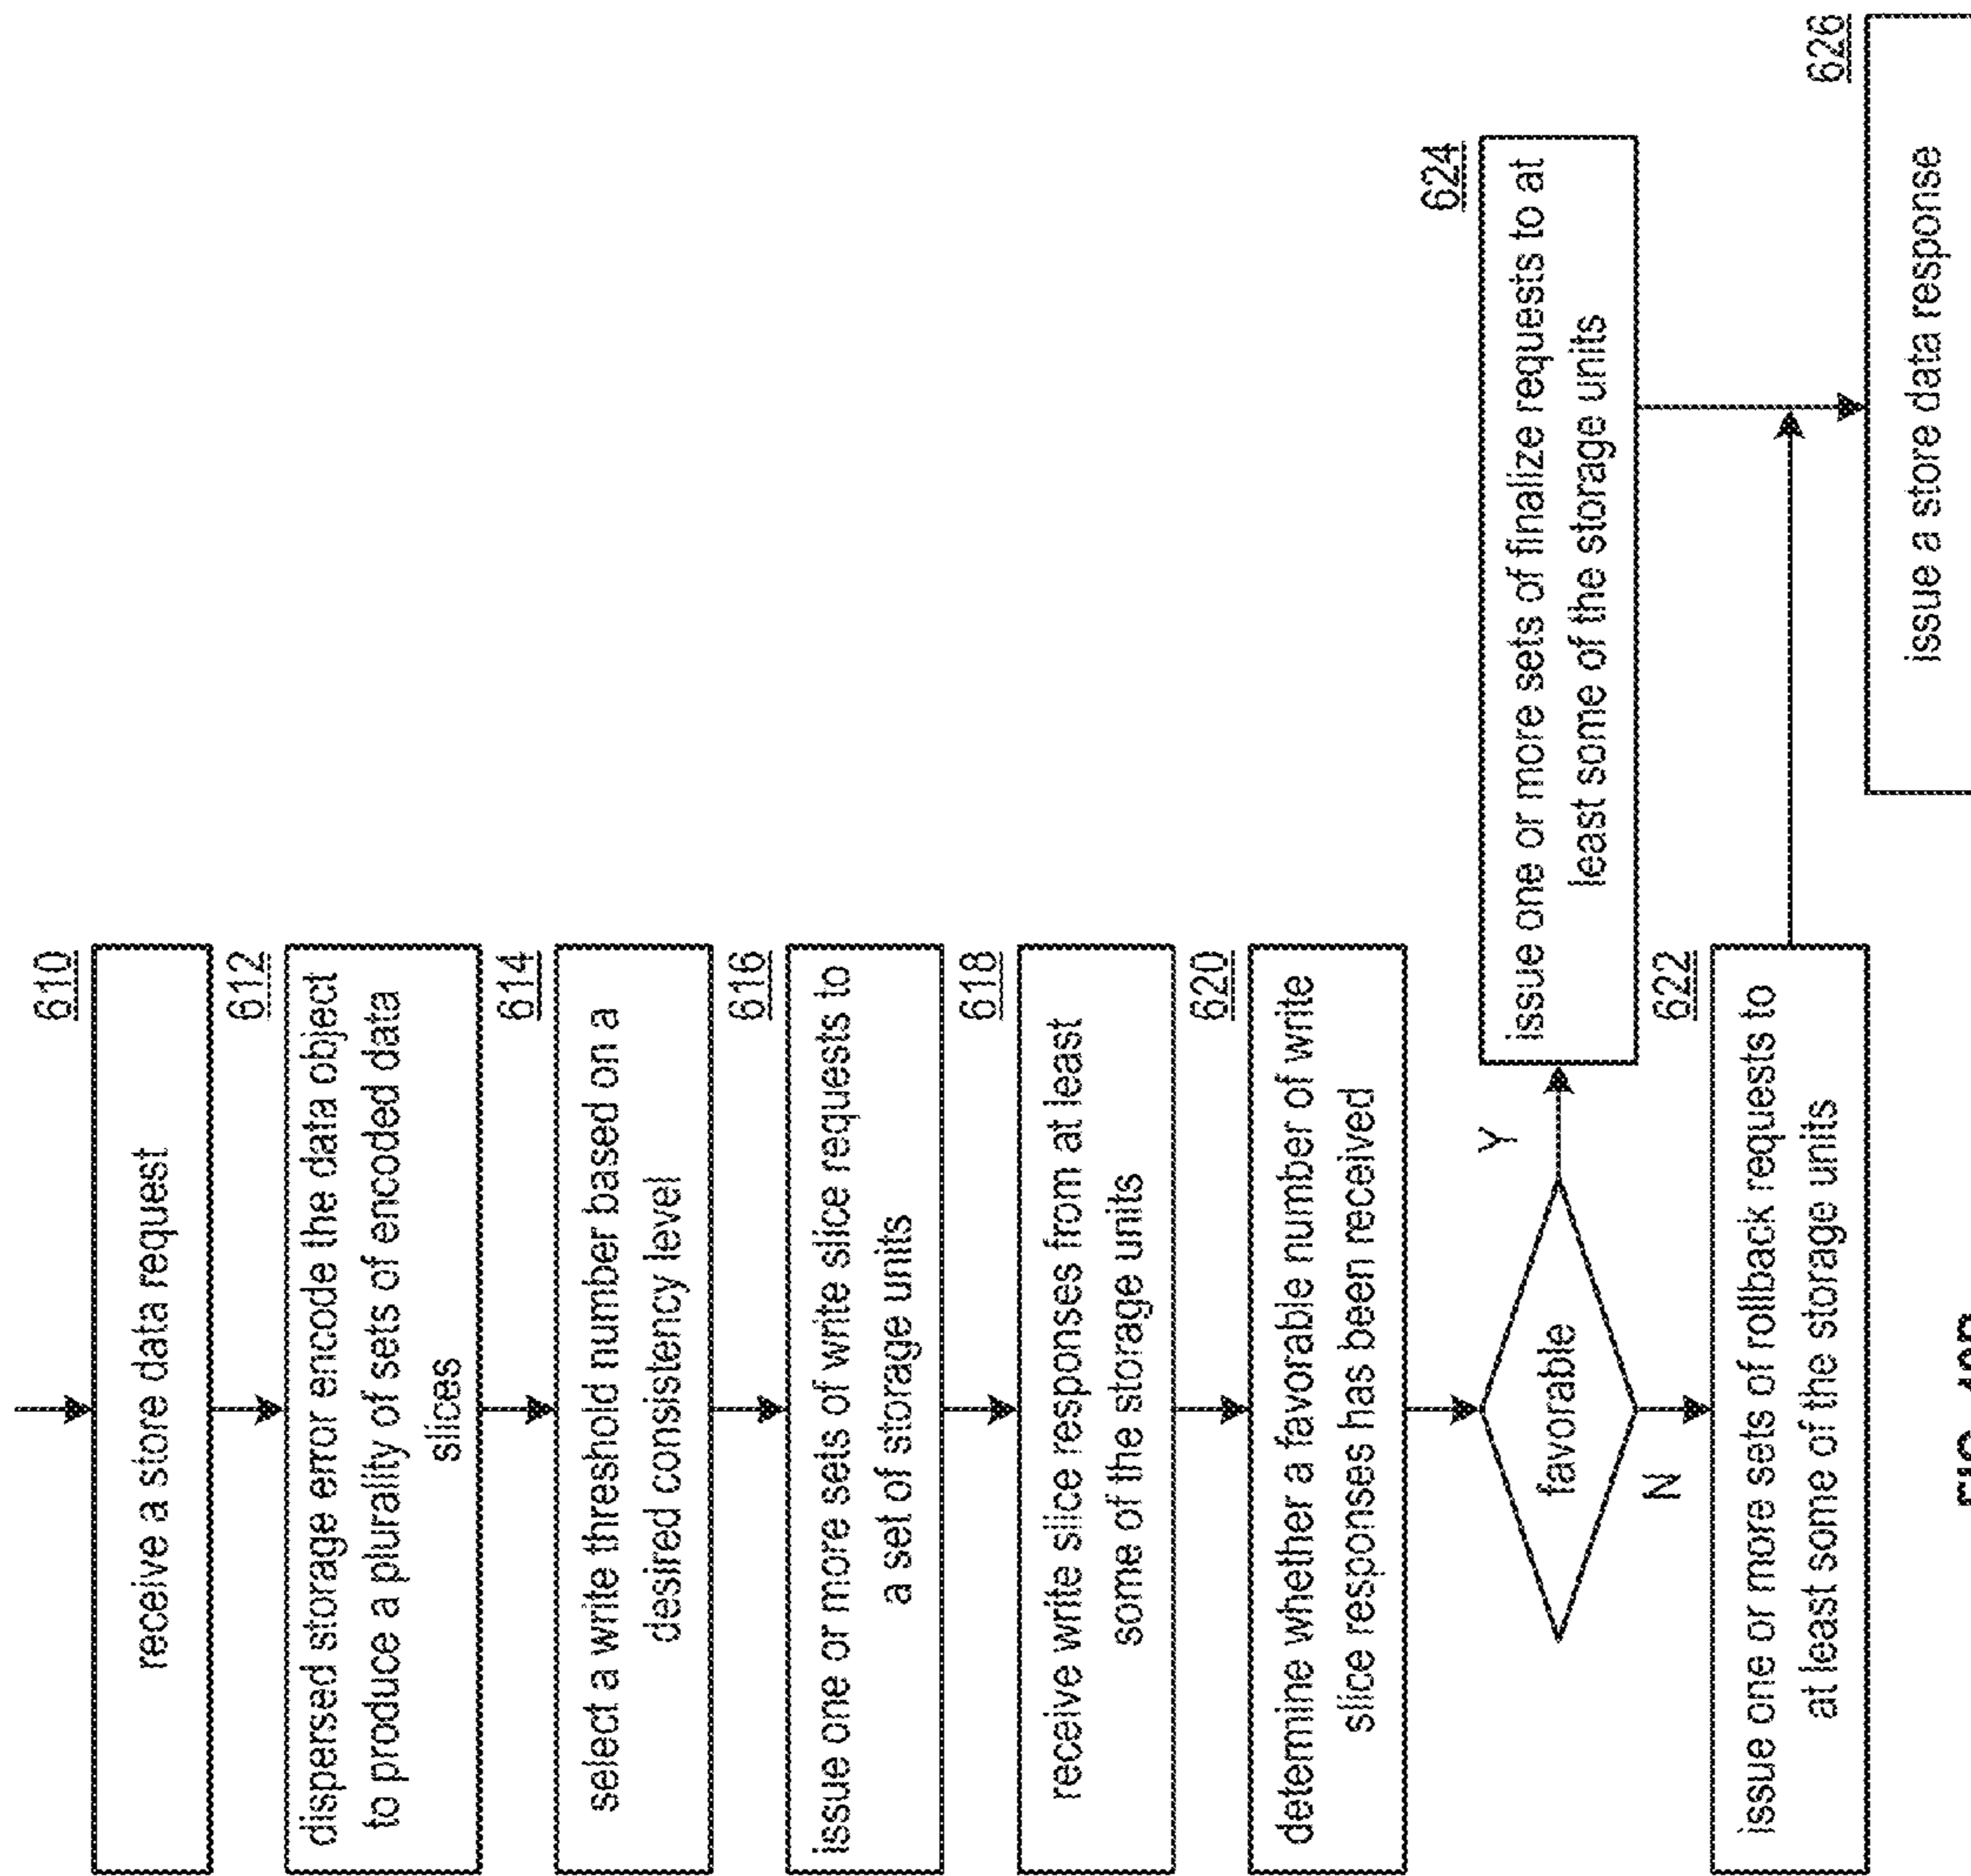 610
receive a store data request
612
dispersed storage error encode the data object
to produce a plurality of sets of encoded data
slices
614
select a write threshold number based on a
desired consistency level
616
issue one or more sets of write slice requests to
a set of storage units
618
receive write slice responses from at least
some of the storage units
620
determine whether a favorable number of write
slice responses has been received
favorable
Y
N
624
issue one or more sets of finalize requests to at
least some of the storage units
622
issue one or more sets of rollback requests to
at least some of the storage units
626
issue a store data response